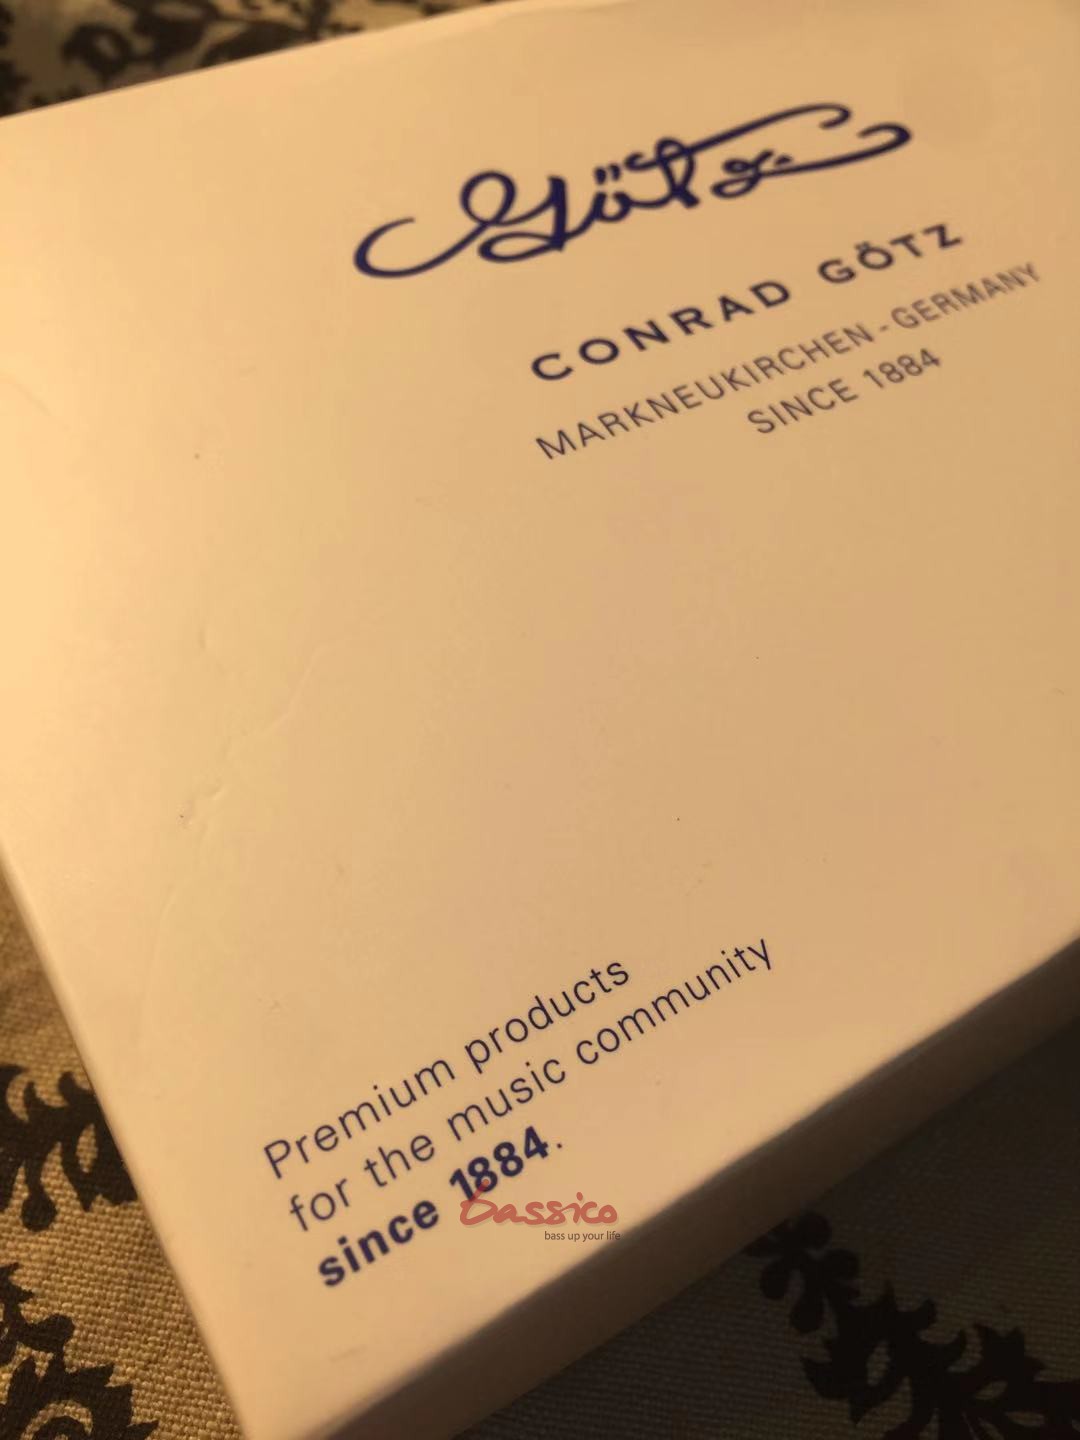 Götz
CONRAD GÖTZ
MARKNEUKIRCHEN - GERMANY
SINCE 1884
Premium products
for the music community
since 1884.
bassico
bass up your life